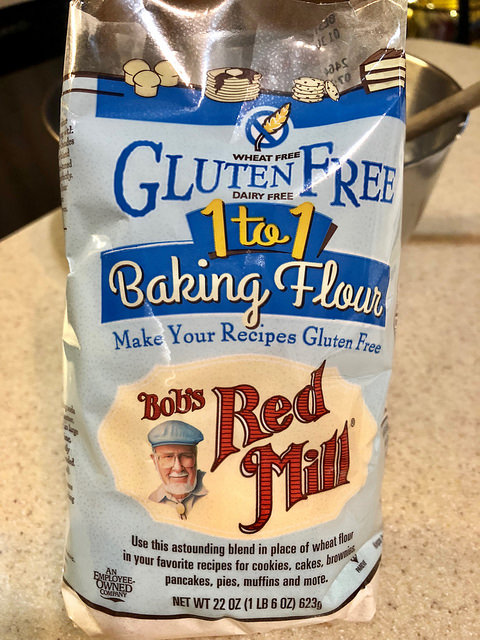 WHEAT FREE
GLUTEN FREE
DAIRY FREE
1 to 1
Baking Flour
Make Your Recipes Gluten Free
Bob's
Red
Mill®
Use this astounding blend in place of wheat flour
in your favorite recipes for cookies, cakes, brownies
pancakes, pies, muffins and more.
AN
EMPLOYEE-
OWNED
COMPANY
NET WT 22 OZ (1 LB 6 OZ) 623g